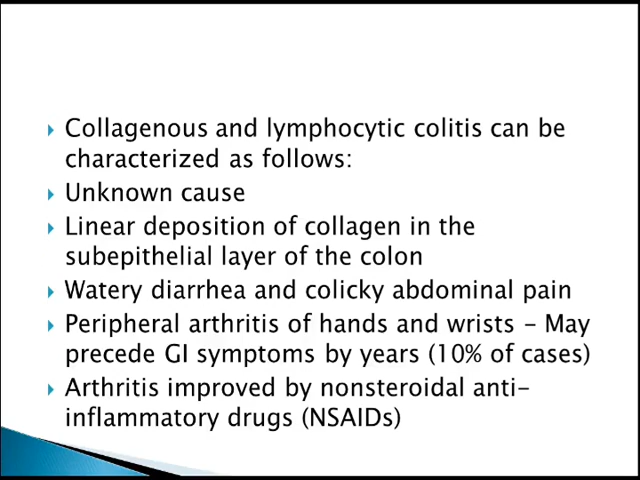 Collagenous and lymphocytic colitis can be
characterized as follows:
Unknown cause
Linear deposition of collagen in the
subepithelial layer of the colon
Watery diarrhea and colicky abdominal pain
Peripheral arthritis of hands and wrists - May
precede GI symptoms by years (10% of cases)
Arthritis improved by nonsteroidal anti-
inflammatory drugs (NSAIDs)